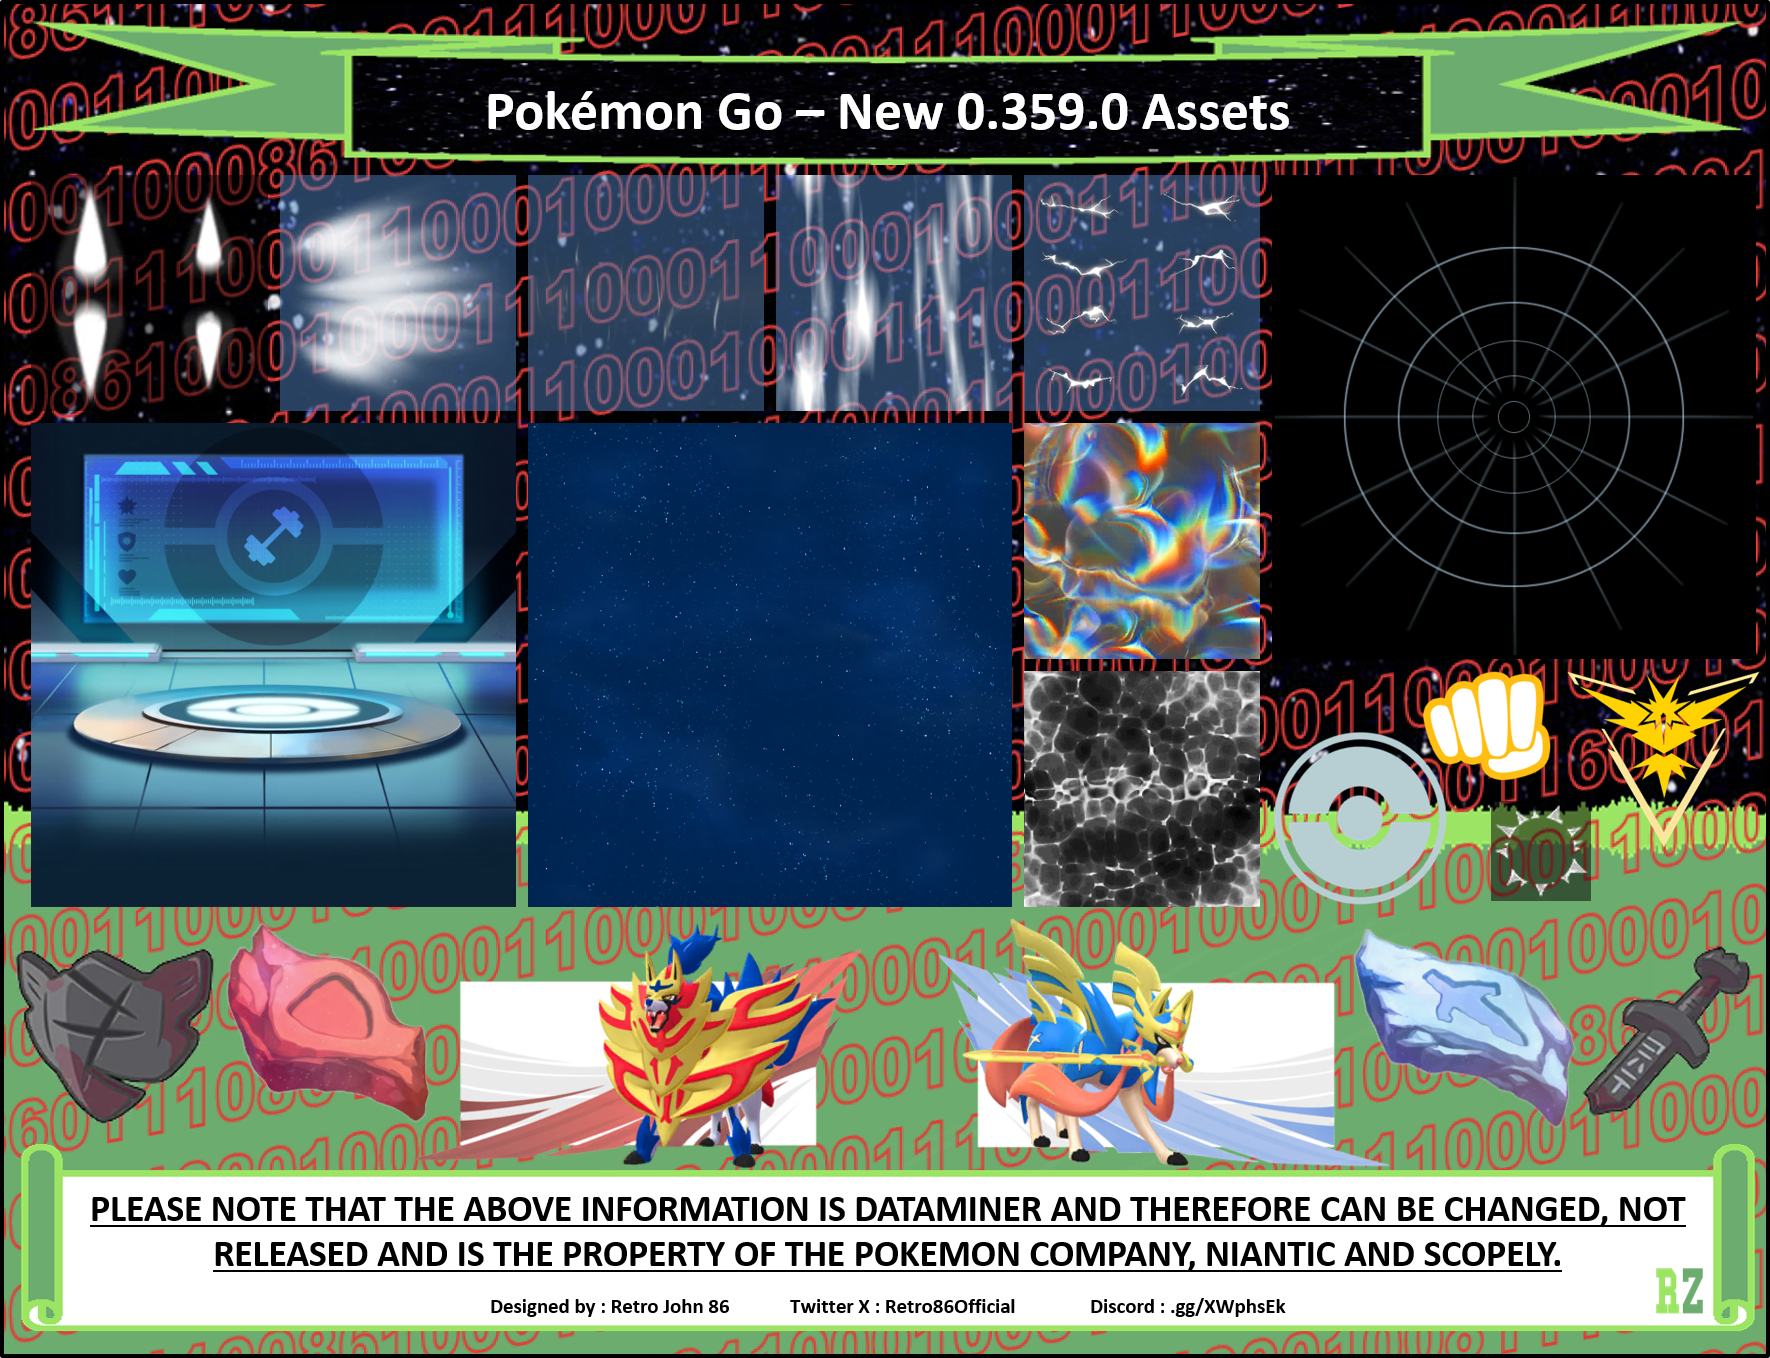 Pokémon Go – New 0.359.0 Assets
PLEASE NOTE THAT THE ABOVE INFORMATION IS DATAMINER AND THEREFORE CAN BE CHANGED, NOT
RELEASED AND IS THE PROPERTY OF THE POKEMON COMPANY, NIANTIC AND SCOPELY.
RZ
Designed by : Retro John 86 Twitter X : Retro86Official Discord : .gg/XWphsEk